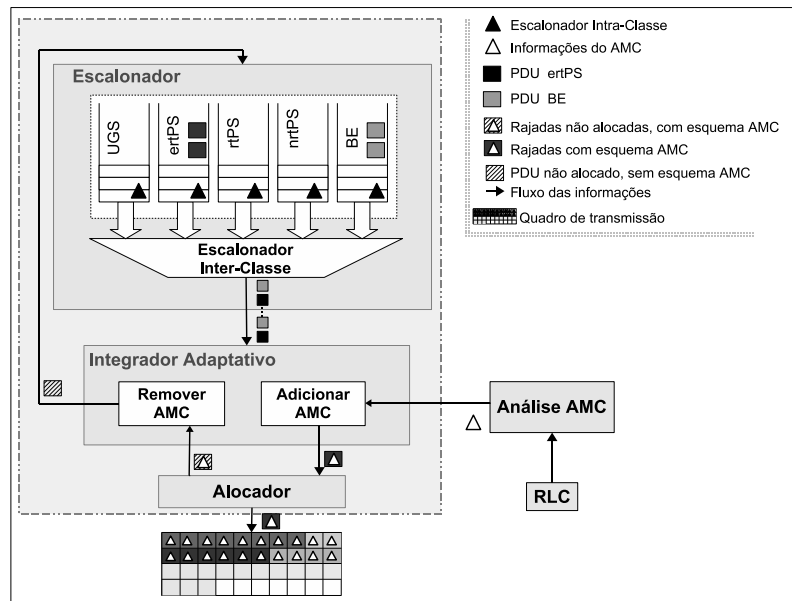 Escalonador
UGS
ertPS
rtPS
nrtPS
BE
Escalonador
Inter-Classe
Integrador Adaptativo
Remover
AMC
Adicionar
AMC
Análise AMC
RLC
Alocador
Escalonador Intra-Classe
Informações do AMC
PDU ertPS
PDU BE
Rajadas não alocadas, com esquema AMC
Rajadas com esquema AMC
PDU não alocado, sem esquema AMC
Fluxo das informações
Quadro de transmissão